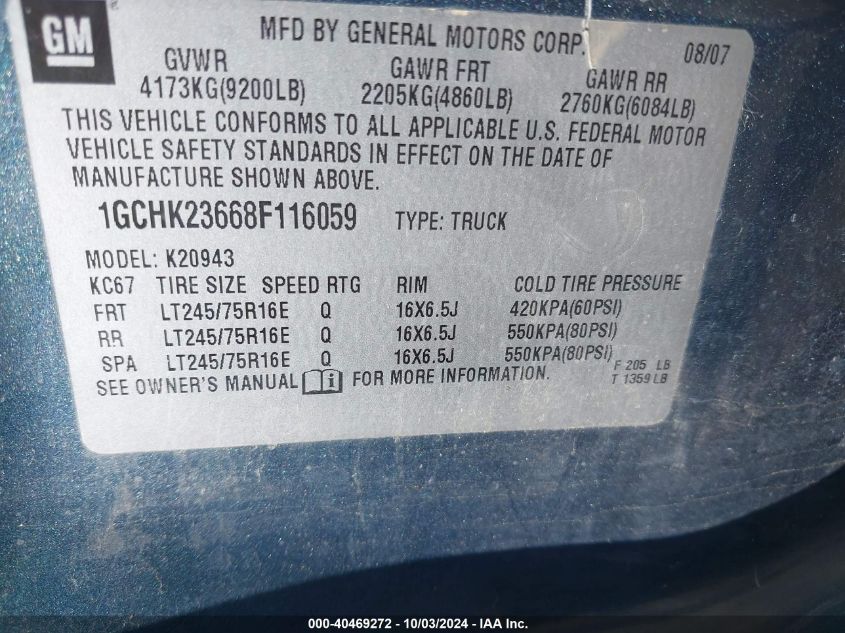 GM
MFD BY GENERAL MOTORS CORP.
08/07
GVWR GAWR FRT GAWR RR
4173KG(9200LB) 2205KG(4860LB) 2760KG(6084LB)
THIS VEHICLE CONFORMS TO ALL APPLICABLE U.S. FEDERAL MOTOR
VEHICLE SAFETY STANDARDS IN EFFECT ON THE DATE OF
MANUFACTURE SHOWN ABOVE.
1GCHK23668F116059 TYPE: TRUCK
MODEL: K20943
KC67 TIRE SIZE SPEED RTG RIM COLD TIRE PRESSURE
FRT LT245/75R16E Q 16X6.5J 420KPA(60PSI)
RR LT245/75R16E Q 16X6.5J 550KPA(80PSI)
SPA LT245/75R16E Q 16X6.5J 550KPA(80PSI)
F 205 LB
T 1359 LB
SEE OWNER'S MANUAL i FOR MORE INFORMATION.
000-40469272 - 10/03/2024 - IAA Inc.